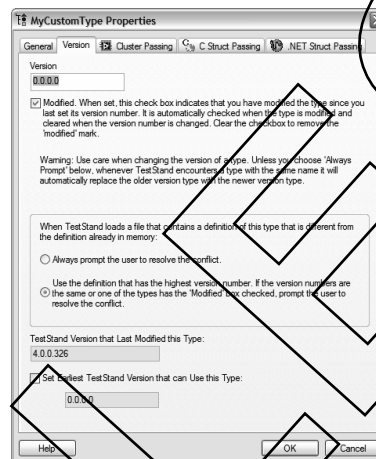 MyCustomType Properties
General Version Cluster Passing C Struct Passing .NET Struct Passing
Version
0.0.0.0
Modified. When set, this check box indicates that you have modified the type since you
last set its version number. It is automatically checked when the type is modified and
cleared when the version number is changed. Clear the checkbox to remove the
'modified' mark.
Warning: Use care when changing the version of a type. Unless you choose 'Always
Prompt' below, whenever TestStand encounters a type with the same name it will
automatically replace the older version type with the newer version type.
When TestStand loads a file that contains a definition of this type that is different from
the definition already in memory:
Always prompt the user to resolve the conflict.
Use the definition that has the highest version number. If the version numbers are
the same or one of the types has the 'Modified' box checked, prompt the user to
resolve the conflict.
TestStand Version that Last Modified this Type:
4.0.0.326
Set Earliest TestStand Version that can Use this Type:
0.0.0.0
Help OK Cancel